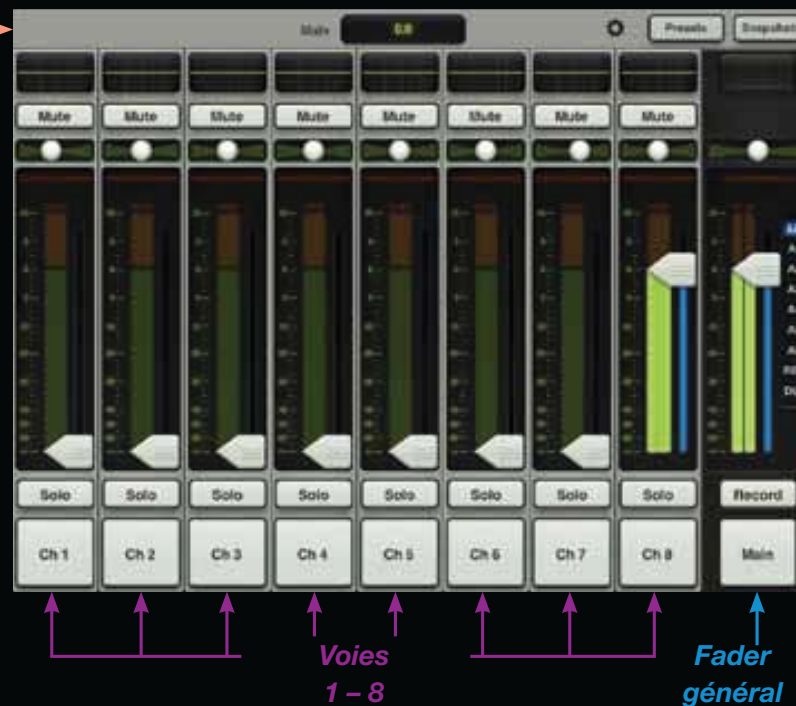 Main 0.0 Presets Snapshots
Mute Mute Mute Mute Mute Mute Mute Mute
Solo Solo Solo Solo Solo Solo Solo Solo Record
Ch 1 Ch 2 Ch 3 Ch 4 Ch 5 Ch 6 Ch 7 Ch 8 Main
Voies Fader
1 – 8 général